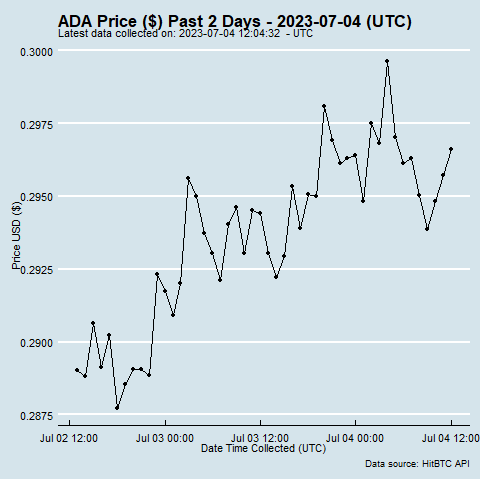 ADA Price ($) Past 2 Days - 2023-07-04 (UTC)
Latest data collected on: 2023-07-04 12:04:32 - UTC
Price USD ($)
0.3000
0.2975
0.2950
0.2925
0.2900
0.2875
Jul 02 12:00 Jul 03 00:00 Jul 03 12:00 Jul 04 00:00 Jul 04 12:00
Date Time Collected (UTC)
Data source: HitBTC API